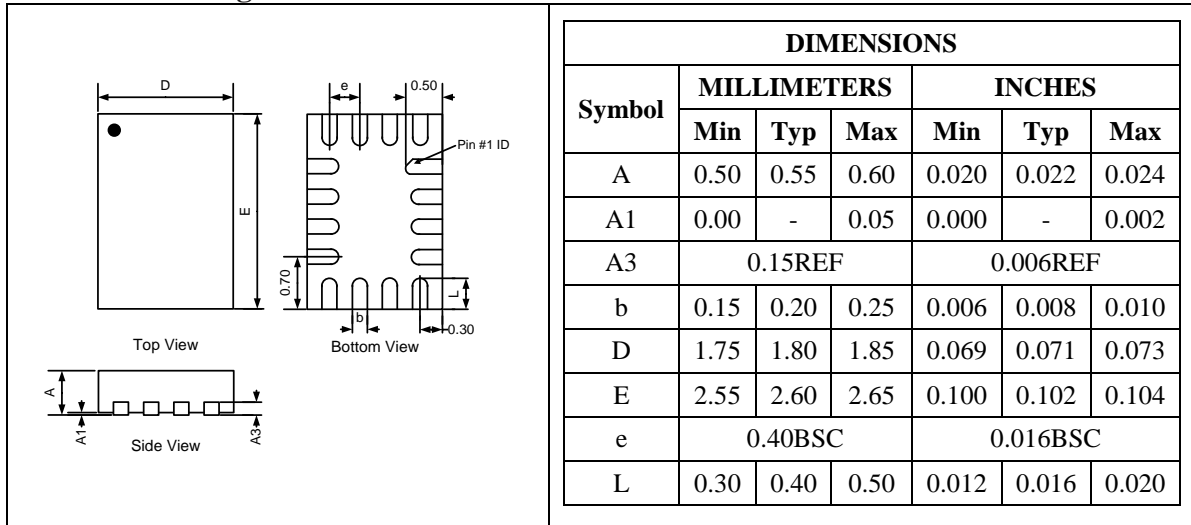 D
E
Top View
A
A1
A3
Side View
e
0.50
Pin #1 ID
0.70
L
b
0.30
Bottom View
DIMENSIONS
Symbol MILLIMETERS INCHES
Min Typ Max Min Typ Max
A 0.50 0.55 0.60 0.020 0.022 0.024
A1 0.00 - 0.05 0.000 - 0.002
A3 0.15REF 0.006REF
b 0.15 0.20 0.25 0.006 0.008 0.010
D 1.75 1.80 1.85 0.069 0.071 0.073
E 2.55 2.60 2.65 0.100 0.102 0.104
e 0.40BSC 0.016BSC
L 0.30 0.40 0.50 0.012 0.016 0.020